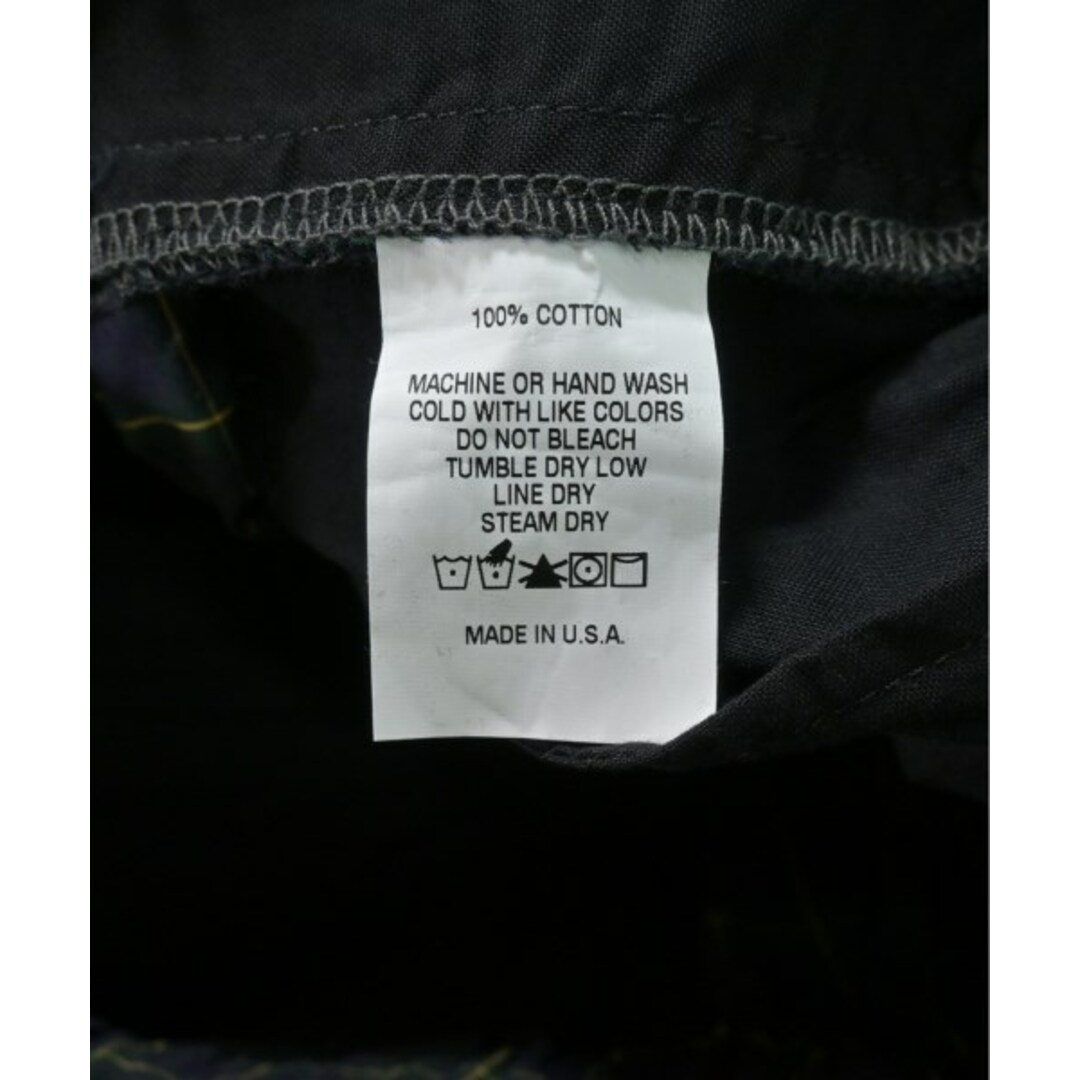 100% COTTON
MACHINE OR HAND WASH
COLD WITH LIKE COLORS
DO NOT BLEACH
TUMBLE DRY LOW
LINE DRY
STEAM DRY
MADE IN U.S.A.